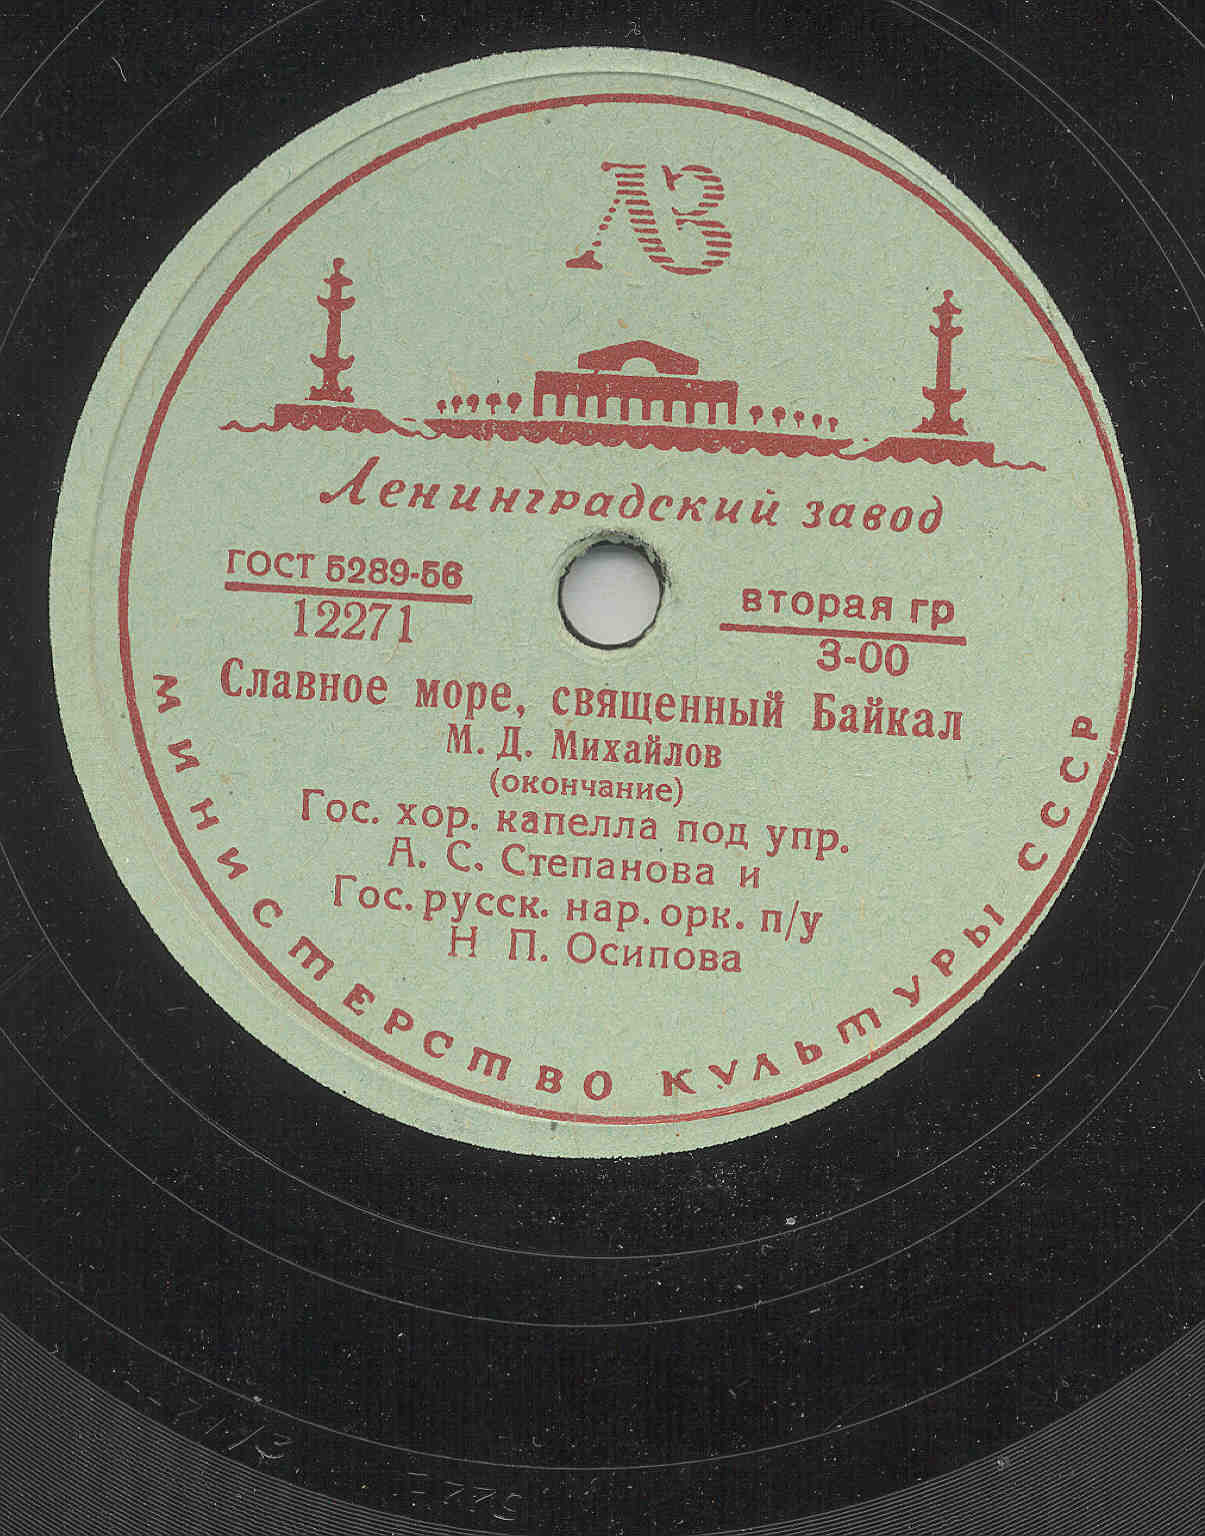 ЛЗ
Ленинградский завод
ГОСТ 5289-56
12271
вторая гр
3-00
Славное море, священный Байкал
М. Д. Михайлов
(окончание)
Гос. хор. капелла под упр.
А. С. Степанова и
Гос. русск. нар. орк. п/у
Н П. Осипова
МИНИСТЕРСТВО КУЛЬТУРЫ СССР